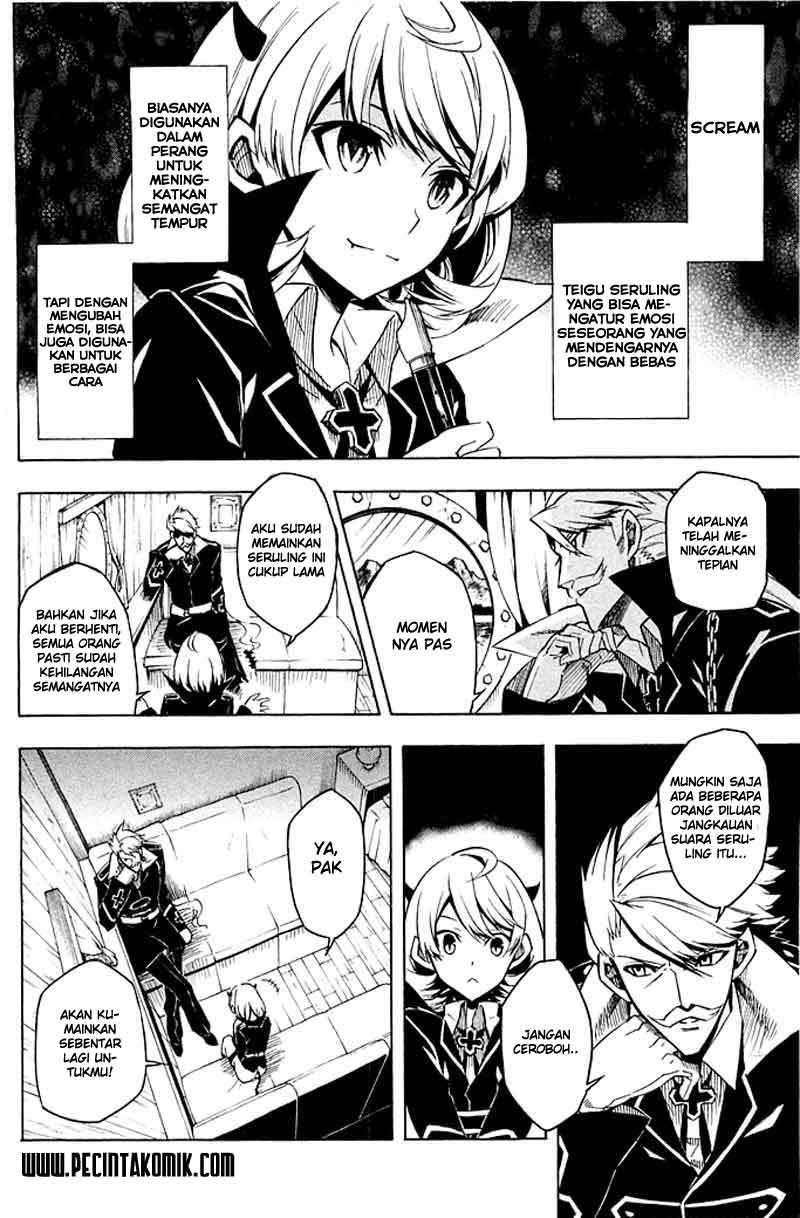 SCREAM
TEIGU SERULING
YANG BISA ME-
NGATUR EMOSI
SESEORANG YANG
MENDENGARNYA
DENGAN BEBAS
BIASANYA
DIGUNAKAN
DALAM
PERANG
UNTUK
MENING-
KATKAN
SEMANGAT
TEMPUR
TAPI DENGAN
MENGUBAH
EMOSI, BISA
JUGA DIGUNA-
KAN UNTUK
BERBAGAI
CARA
KAPALNYA
TELAH ME-
NINGGALKAN
TEPIAN
MOMEN
NYA PAS
AKU SUDAH
MEMAINKAN
SERULING INI
CUKUP LAMA
BAHKAN JIKA
AKU BERHENTI,
SEMUA ORANG
PASTI SUDAH
KEHILANGAN
SEMANGATNYA
MUNGKIN SAJA
ADA BEBERAPA
ORANG DILUAR
JANGKAUAN
SUARA SERU-
LING ITU...
JANGAN
CEROBOH..
YA,
PAK
AKAN KU-
MAINKAN
SEBENTAR
LAGI UN-
TUKMU!
WWW.PECINTAKOMIK.COM